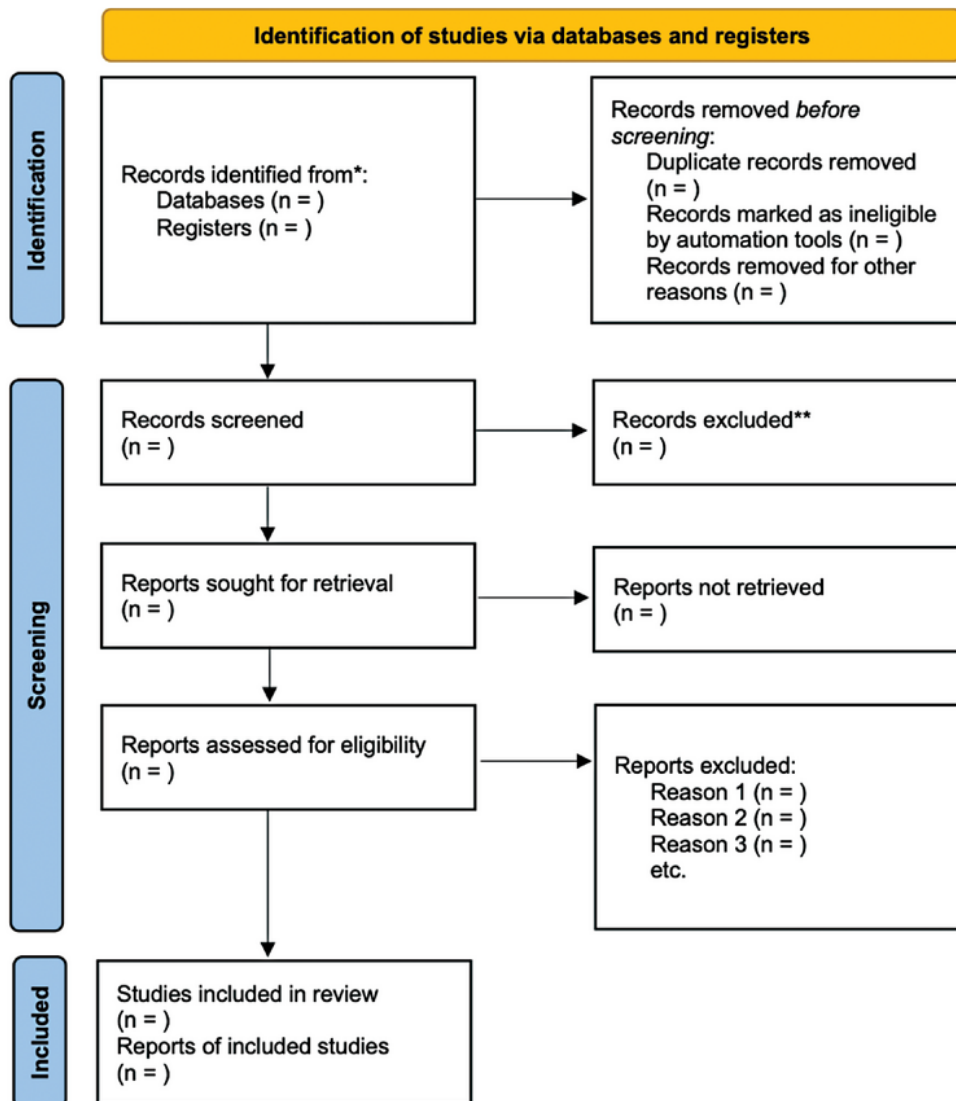 Identification of studies via databases and registers
Identification
Records identified from*:
Databases (n = )
Registers (n = )
Records removed before
screening:
Duplicate records removed
(n = )
Records marked as ineligible
by automation tools (n = )
Records removed for other
reasons (n = )
Screening
Records screened
(n = )
Records excluded**
(n = )
Reports sought for retrieval
(n = )
Reports not retrieved
(n = )
Reports assessed for eligibility
(n = )
Reports excluded:
Reason 1 (n = )
Reason 2 (n = )
Reason 3 (n = )
etc.
Included
Studies included in review
(n = )
Reports of included studies
(n = )